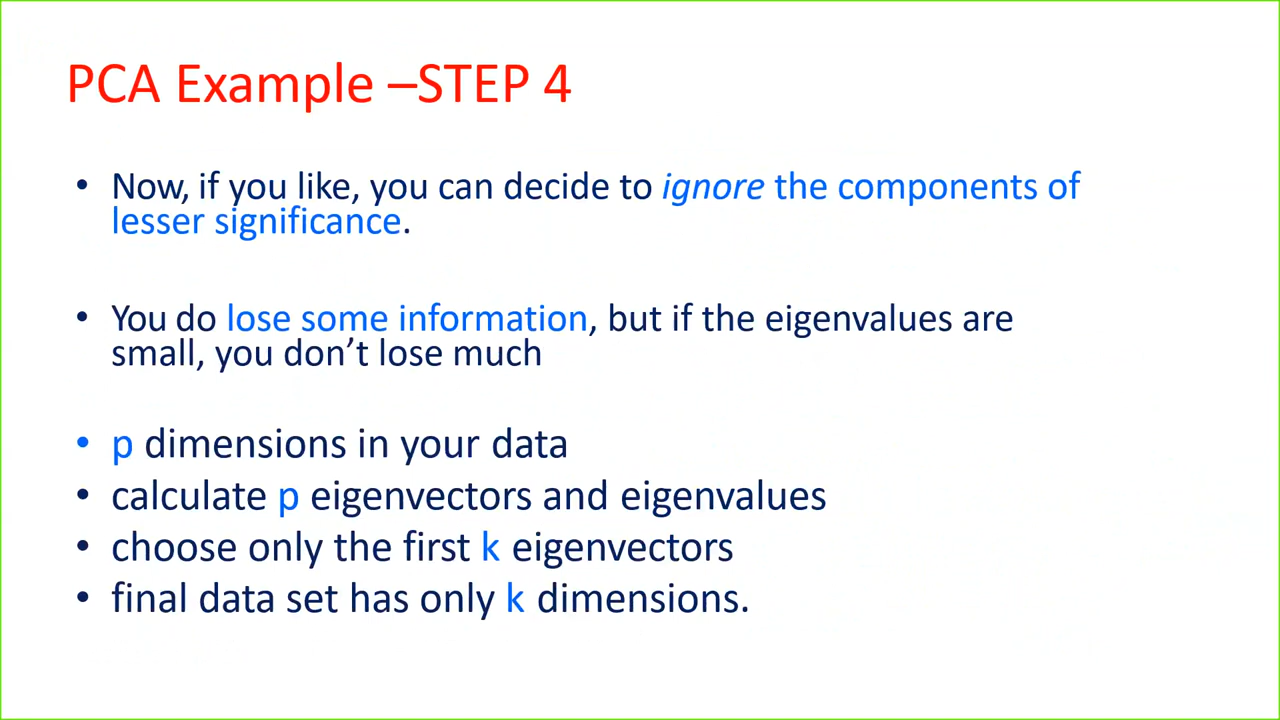 PCA Example –STEP 4
• Now, if you like, you can decide to ignore the components of
lesser significance.
• You do lose some information, but if the eigenvalues are
small, you don’t lose much
• p dimensions in your data
• calculate p eigenvectors and eigenvalues
• choose only the first k eigenvectors
• final data set has only k dimensions.